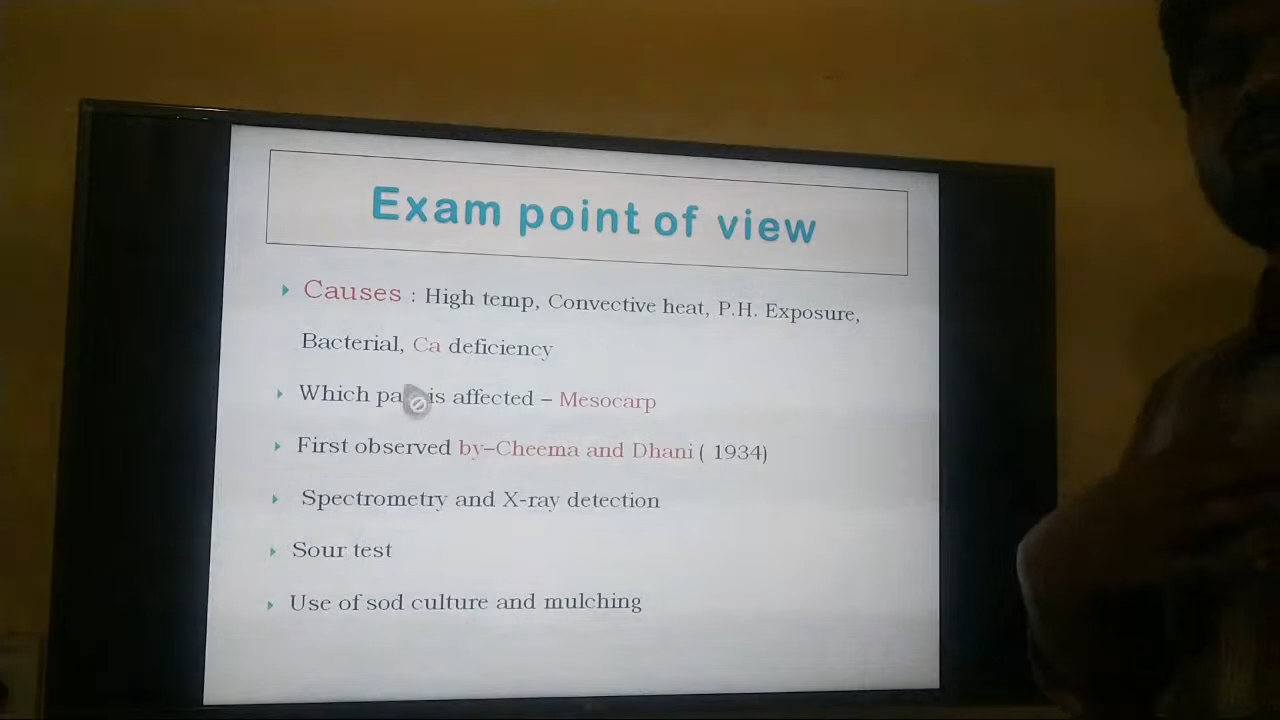 Exam point of view
Causes : High temp, Convective heat, P.H. Exposure,
Bacterial, Ca deficiency
Which is affected – Mesocarp
First observed by–Cheema and Dhani ( 1934)
Spectrometry and X-ray detection
Sour test
Use of sod culture and mulching